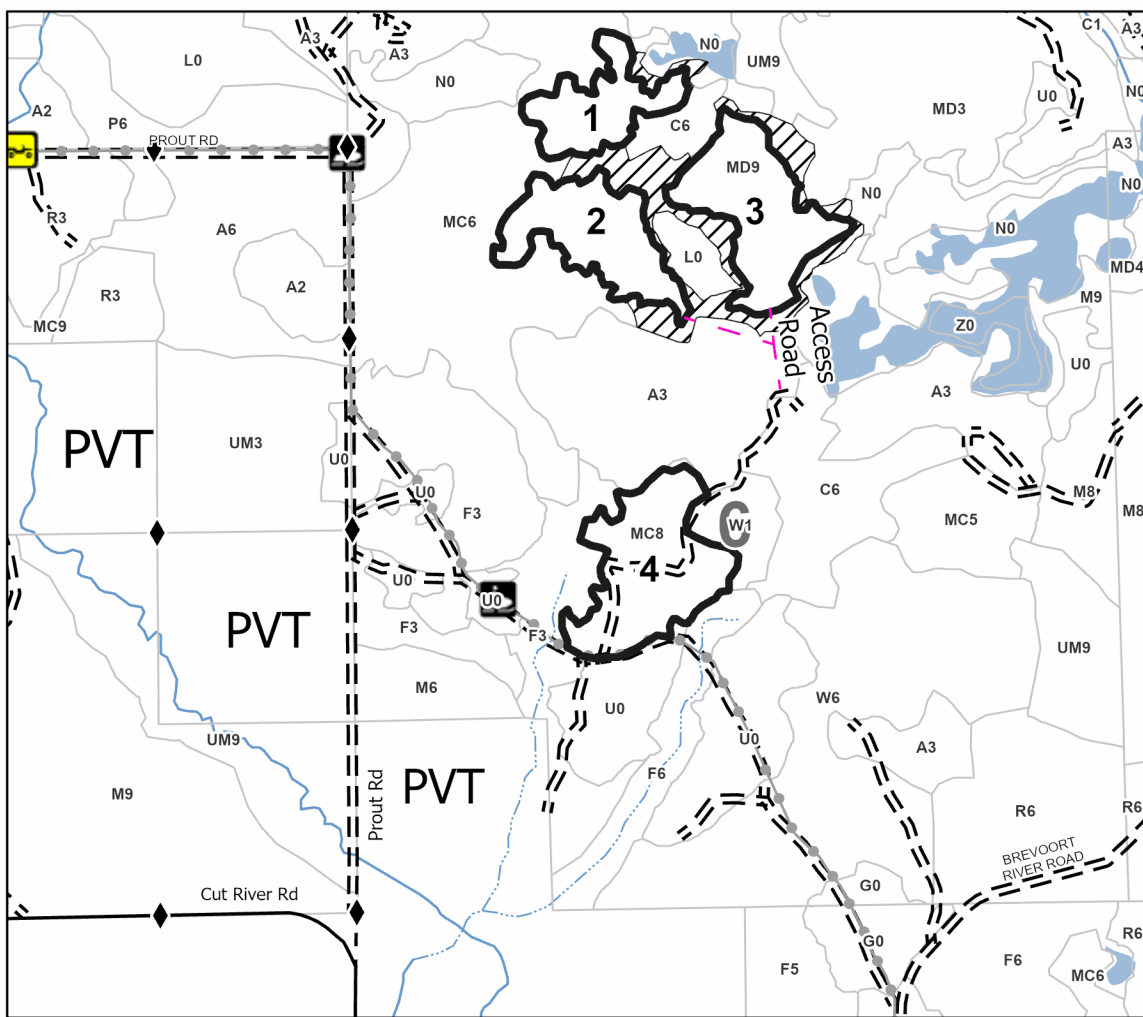 C1
A3
A3
A3
N0
L0
N0
UM9
N0
MD3
U0
A2
P6
PROUT RD
1
C6
A3
MD9
N0
R3
A6
MC6
2
3
N0
N0
L0
MD4
R3
A2
M9
MC9
Access
Road
Z0
U0
A3
A3
PVT
UM3
U0
U0
F3
C6
M8
MC5
M8
MC8
C
W1
4
U0
U0
PVT
F3
F3
UM9
M6
U0
W6
UM9
U0
A3
F6
PVT
M9
Prout Rd
R6
R6
BREVOORT
RIVER ROAD
G0
Cut River Rd
G0
R6
F5
F6
MC6